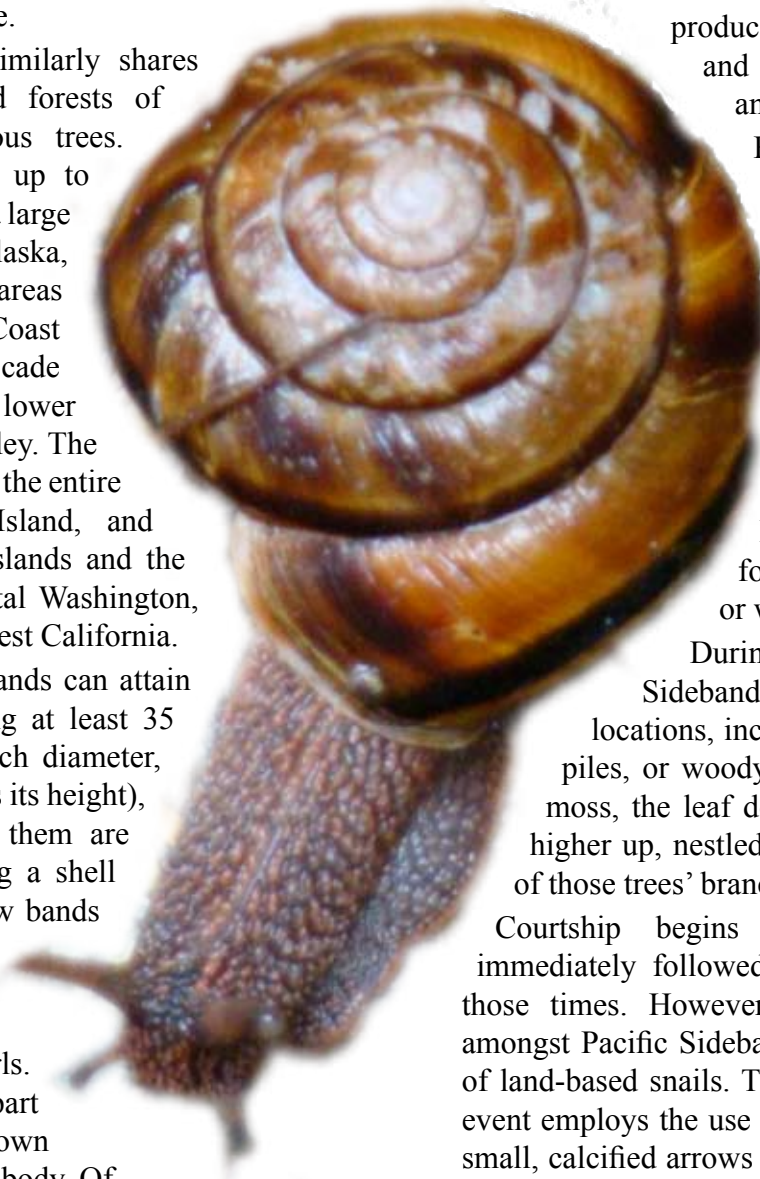 e.
imilarly shares
d forests of
ous trees.
up to
large
laska,
areas
Coast
cade
lower
ley. The
the entire
Island, and
slands and the
tal Washington,
est California.
ands can attain
ng at least 35
ch diameter,
s its height),
them are
g a shell
w bands
rls.
part
own
body. Of
produc
and
an
fo
or w
Durin
Sideband
locations, inc
piles, or woody
moss, the leaf d
higher up, nestled
of those trees’ branc
Courtship begins
immediately followed
those times. However
amongst Pacific Sideba
of land-based snails. T
event employs the use
small, calcified arrows